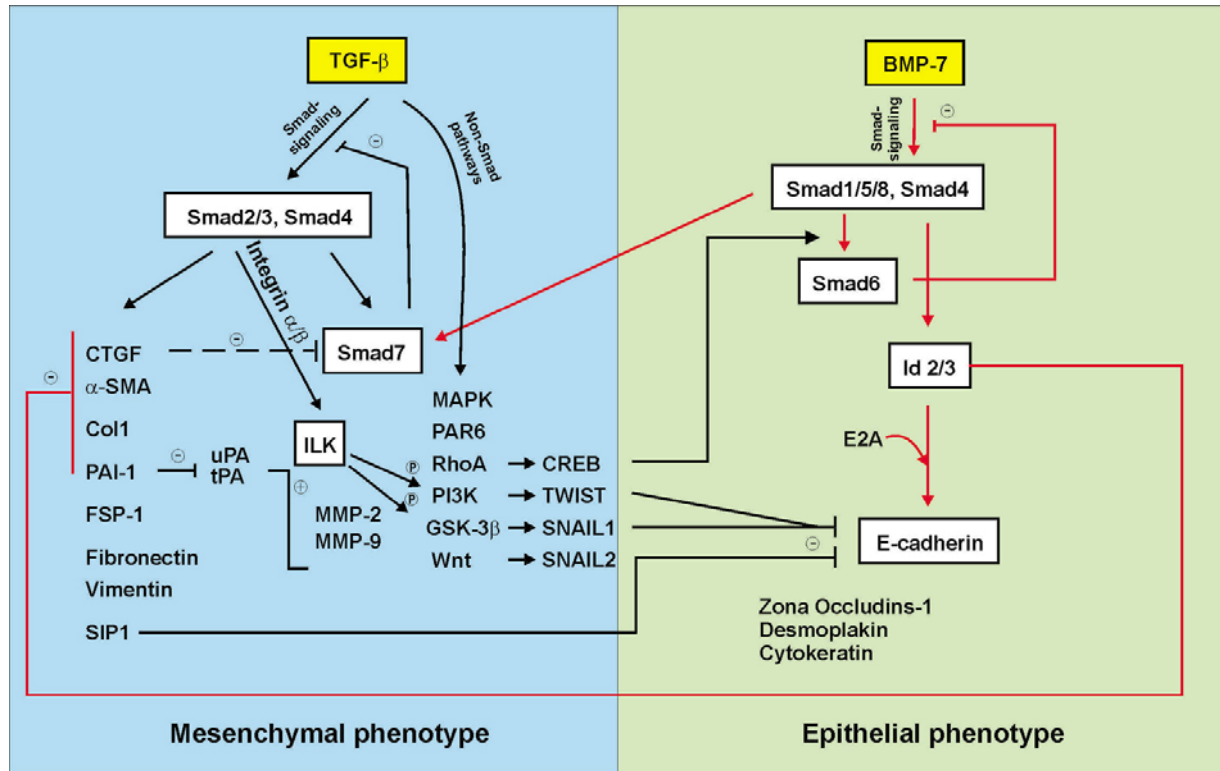 TGF-β
BMP-7
Smad-
signaling
Non-Smad
pathways
Smad-
signaling
⊖
⊖
Smad2/3, Smad4
Smad1/5/8, Smad4
Integrin α/β
Smad6
Smad7
Id 2/3
⊖
CTGF
⊖
α-SMA
Col1
PAI-1
⊖
uPA
tPA
FSP-1
Fibronectin
Vimentin
SIP1
ILK
⊕
MMP-2
MMP-9
Ⓟ
Ⓟ
MAPK
PAR6
RhoA
CREB
PI3K
TWIST
GSK-3β
SNAIL1
Wnt
SNAIL2
E2A
⊖
E-cadherin
Zona Occludins-1
Desmoplakin
Cytokeratin
Mesenchymal phenotype
Epithelial phenotype